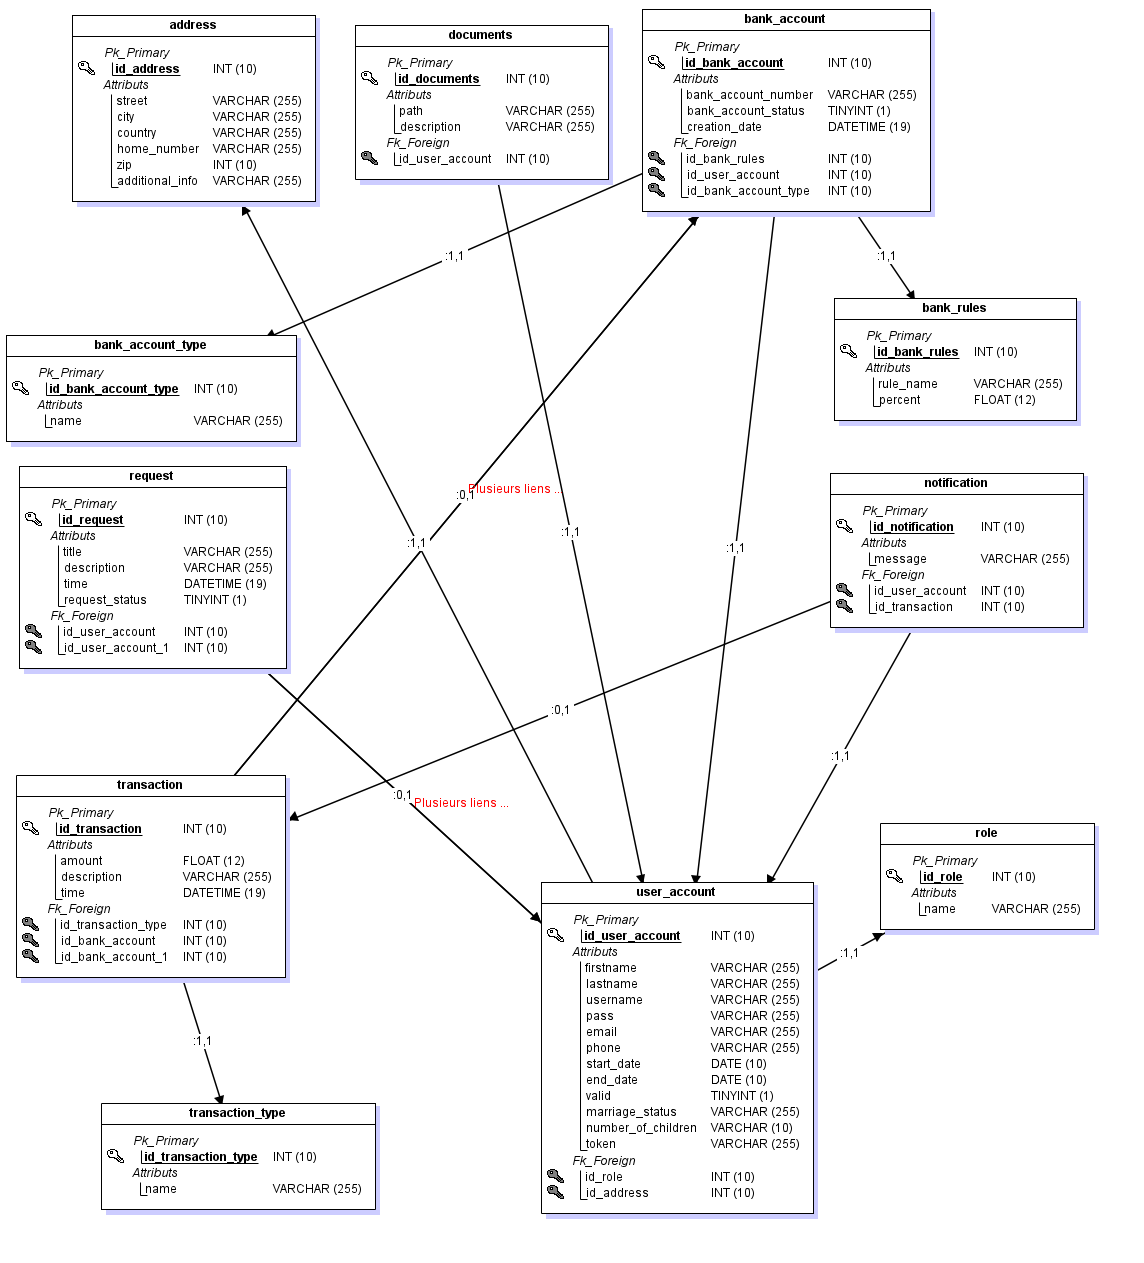 address
Pk_Primary
id_address INT (10)
Attributs
street VARCHAR (255)
city VARCHAR (255)
country VARCHAR (255)
home_number VARCHAR (255)
zip INT (10)
additional_info VARCHAR (255)
documents
Pk_Primary
id_documents INT (10)
Attributs
path VARCHAR (255)
description VARCHAR (255)
Fk_Foreign
id_user_account INT (10)
bank_account
Pk_Primary
id_bank_account INT (10)
Attributs
bank_account_number VARCHAR (255)
bank_account_status TINYINT (1)
creation_date DATETIME (19)
Fk_Foreign
id_bank_rules INT (10)
id_user_account INT (10)
id_bank_account_type INT (10)
:1,1
:1,1
bank_account_type
Pk_Primary
id_bank_account_type INT (10)
Attributs
name VARCHAR (255)
bank_rules
Pk_Primary
id_bank_rules INT (10)
Attributs
rule_name VARCHAR (255)
percent FLOAT (12)
request
Pk_Primary
id_request INT (10)
Attributs
title VARCHAR (255)
description VARCHAR (255)
time DATETIME (19)
request_status TINYINT (1)
Fk_Foreign
id_user_account INT (10)
id_user_account_1 INT (10)
:0,1 Plusieurs liens ...
:1,1
:1,1
:1,1
notification
Pk_Primary
id_notification INT (10)
Attributs
message VARCHAR (255)
Fk_Foreign
id_user_account INT (10)
id_transaction INT (10)
:0,1
:1,1
:0,1 Plusieurs liens ...
transaction
Pk_Primary
id_transaction INT (10)
Attributs
amount FLOAT (12)
description VARCHAR (255)
time DATETIME (19)
Fk_Foreign
id_transaction_type INT (10)
id_bank_account INT (10)
id_bank_account_1 INT (10)
role
Pk_Primary
id_role INT (10)
Attributs
name VARCHAR (255)
:1,1
user_account
Pk_Primary
id_user_account INT (10)
Attributs
firstname VARCHAR (255)
lastname VARCHAR (255)
username VARCHAR (255)
pass VARCHAR (255)
email VARCHAR (255)
phone VARCHAR (255)
start_date DATE (10)
end_date DATE (10)
valid TINYINT (1)
marriage_status VARCHAR (255)
number_of_children VARCHAR (10)
token VARCHAR (255)
Fk_Foreign
id_role INT (10)
id_address INT (10)
:1,1
transaction_type
Pk_Primary
id_transaction_type INT (10)
Attributs
name VARCHAR (255)